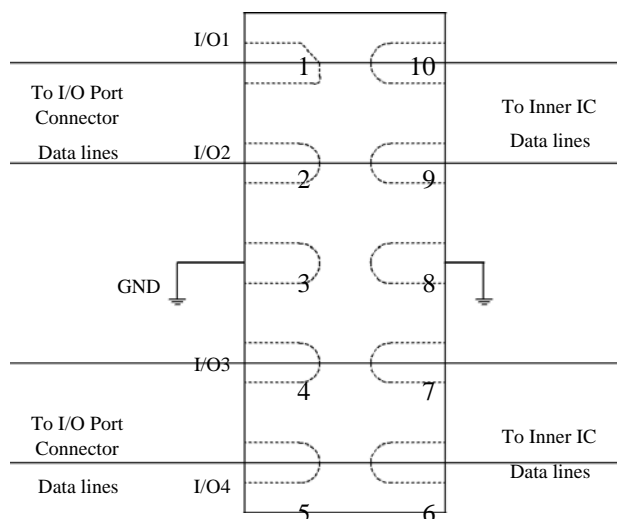 I/O1
1 10
To I/O Port
Connector
Data lines
To Inner IC
Data lines
I/O2
2 9
GND
3 8
I/O3
4 7
To I/O Port
Connector
Data lines
To Inner IC
Data lines
I/O4
5 6